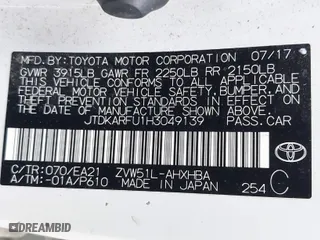 MFD.BY:TOYOTA MOTOR CORPORATION 07/17
GVWR 3915LB GAWR FR 2250LB RR 2150LB
THIS VEHICLE CONFORMS TO ALL APPLICABLE
FEDERAL MOTOR VEHICLE SAFETY, BUMPER, AND
THEFT PREVENTION STANDARDS IN EFFECT ON
THE DATE OF MANUFACTURE SHOWN ABOVE.
JTDKARFU1H3049139 PASS.CAR
C/TR:070/EA21 ZVW51L-AHXHBA
A/TM:-01A/P610 MADE IN JAPAN 254 C
TOYOTA